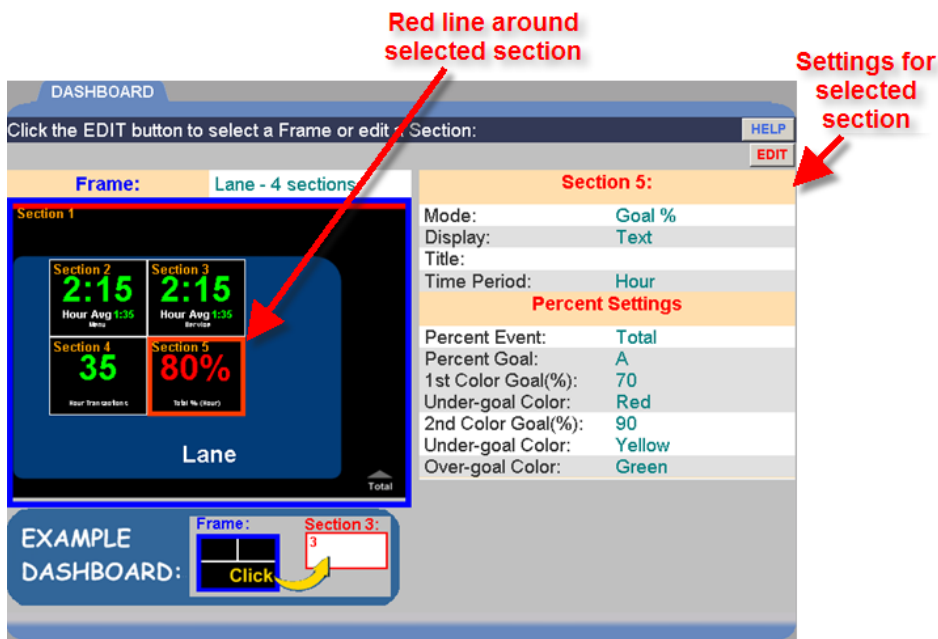 Red line around
selected section
Settings for
selected
section
DASHBOARD
Click the EDIT button to select a Frame or edit a Section:
HELP
EDIT
Frame:
Lane - 4 sections
Section 1
Section 2
2:15
Hour Avg 1:35
Menu
Section 3
2:15
Hour Avg 1:35
Service
Section 4
35
Hour Transactions
Section 5
80%
Total % (Hour)
Lane
Total
Section 5:
Mode: Goal %
Display: Text
Title:
Time Period: Hour
Percent Settings
Percent Event: Total
Percent Goal: A
1st Color Goal(%): 70
Under-goal Color: Red
2nd Color Goal(%): 90
Under-goal Color: Yellow
Over-goal Color: Green
EXAMPLE
DASHBOARD:
Frame:
Click
Section 3:
3